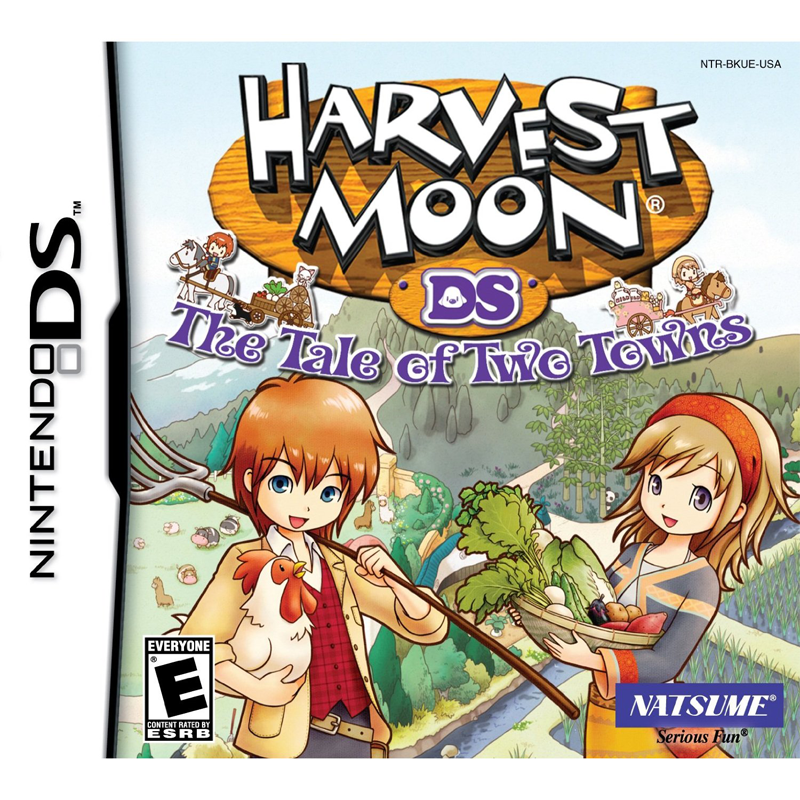 NTR-BKUE-USA
HARVEST
MOON®
DS
The Tale of Two Towns
NINTENDO DS™
EVERYONE
E
®
CONTENT RATED BY
ESRB
NATSUME®
Serious Fun®